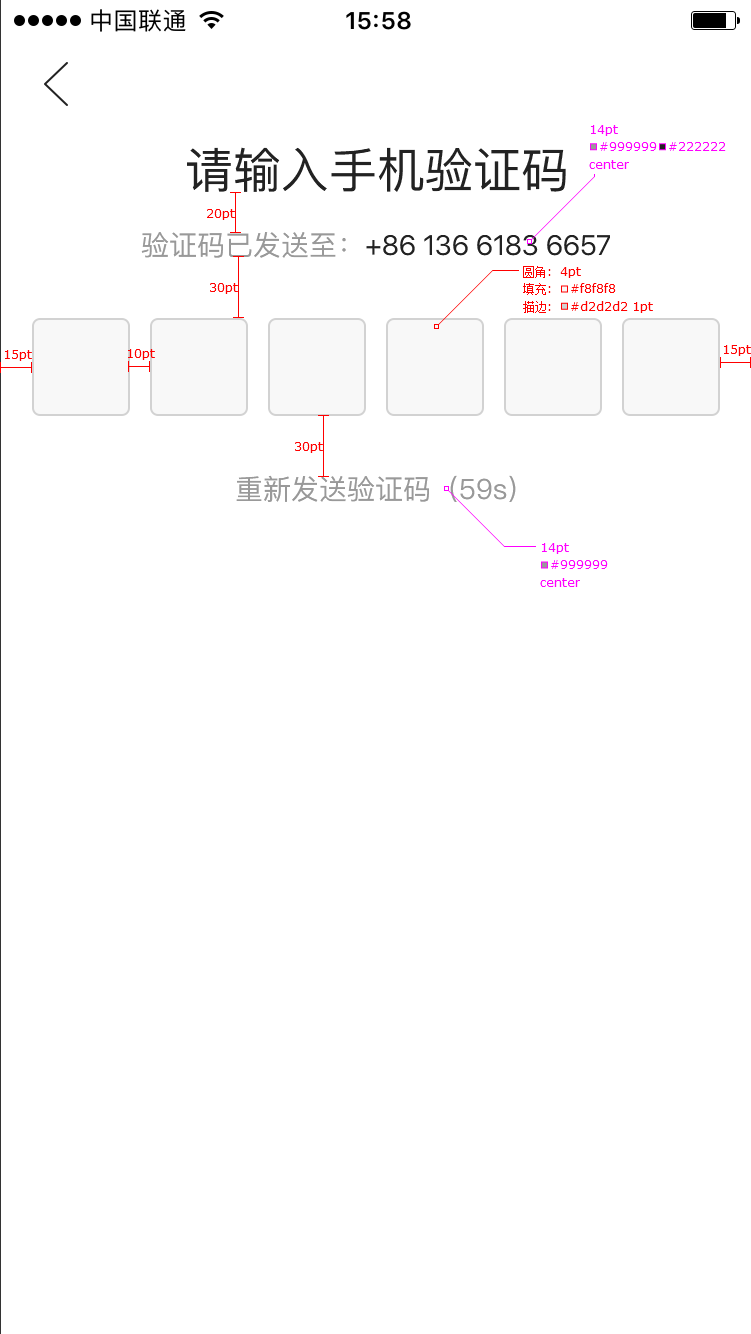 中国联通
15:58
14pt
#999999 #222222
center
请输入手机验证码
20pt
验证码已发送至：+86 136 6183 6657
圆角：4pt
30pt
填充：#f8f8f8
描边：#d2d2d2 1pt
15pt
10pt
15pt
30pt
重新发送验证码（59s）
14pt
#999999
center